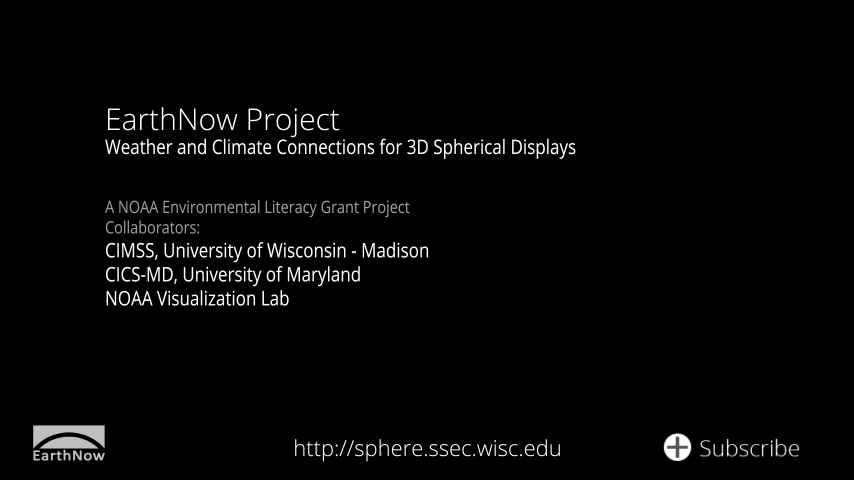 EarthNow Project
Weather and Climate Connections for 3D Spherical Displays
A NOAA Environmental Literacy Grant Project
Collaborators:
CIMSS, University of Wisconsin - Madison
CICS-MD, University of Maryland
NOAA Visualization Lab
EarthNow
http://sphere.ssec.wisc.edu
Subscribe